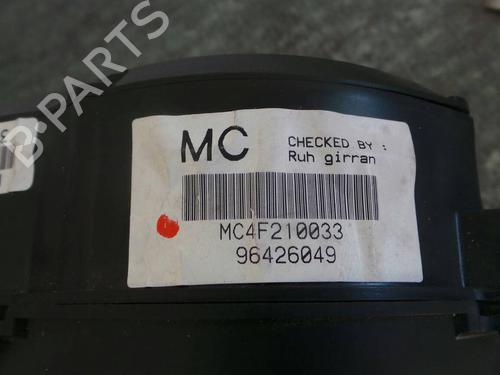 B-PARTS
MC
CHECKED BY :
Ruh girran
MC4F210033
96426049